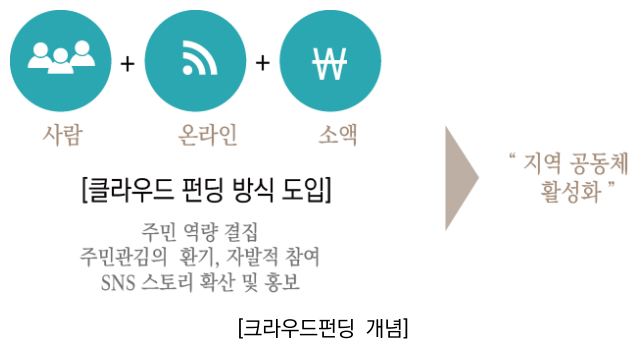 사람 + 온라인 + 소액
[클라우드 펀딩 방식 도입]
주민 역량 결집
주민관김의 환기, 자발적 참여
SNS 스토리 확산 및 홍보
“ 지역 공동체
활성화 ”
[크라우드펀딩 개념]